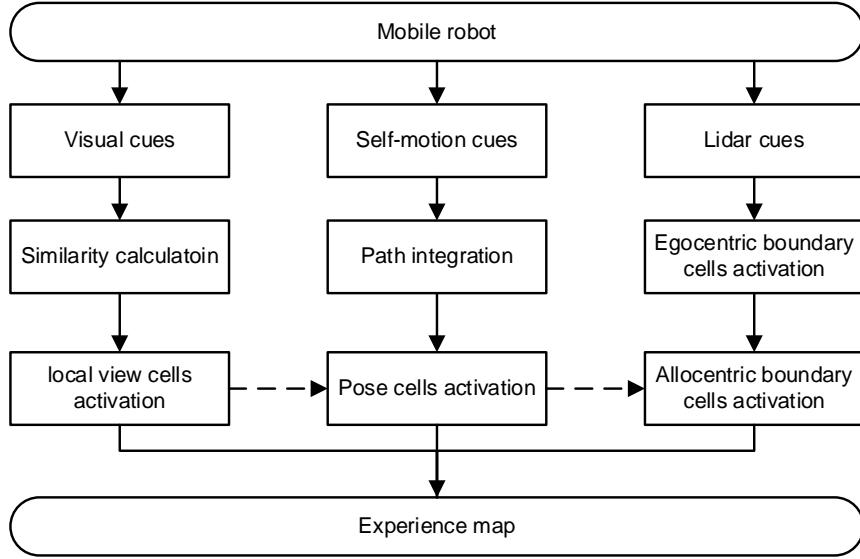 Mobile robot
Visual cues
Self-motion cues
Lidar cues
Similarity calculatoin
Path integration
Egocentric boundary
cells activation
local view cells
activation
Pose cells activation
Allocentric boundary
cells activation
Experience map